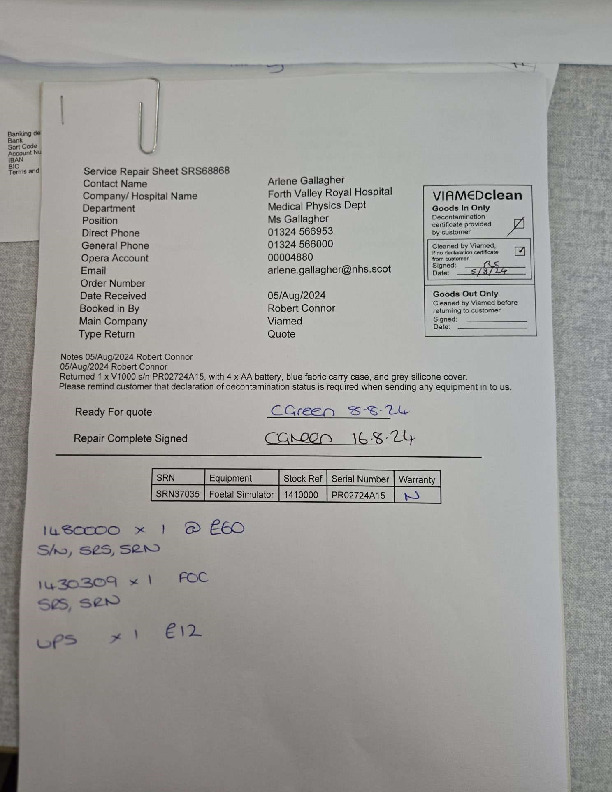 Banking de
Bank
Sort Code
Account Nu
IBAN
BIC
Terms and
Service Repair Sheet SRS68868
Contact Name Arlene Gallagher
Company/ Hospital Name Forth Valley Royal Hospital
Department Medical Physics Dept
Position Ms Gallagher
Direct Phone 01324 566953
General Phone 01324 566000
Opera Account 00004880
Email arlene.gallagher@nhs.scot
Order Number
Date Received 05/Aug/2024
Booked in By Robert Connor
Main Company Viamed
Type Return Quote
VIAMEDclean
Goods In Only
Decontamination
certificate provided
by customer
Cleaned by Viamed,
if no declaration certificate
from customer
Signed:
Date: 5/8/24
Goods Out Only
Cleaned by Viamed before
returning to customer
Signed:
Date:
Notes 05/Aug/2024 Robert Connor
05/Aug/2024 Robert Connor
Returned 1 x V1000 s/n PR02724A15, with 4 x AA battery, blue fabric carry case, and grey silicone cover.
Please remind customer that declaration of decontamination status is required when sending any equipment in to us.
Ready For quote CGreen 8-8-24
Repair Complete Signed CGreen 16.8.24
SRN Equipment Stock Ref Serial Number Warranty
SRN37035 Foetal Simulator 1410000 PR02724A15 N
1480000 x 1 @ £60
S/N, SRS, SRN
1430309 x 1 FOC
SRS, SRN
UPS x 1 £12